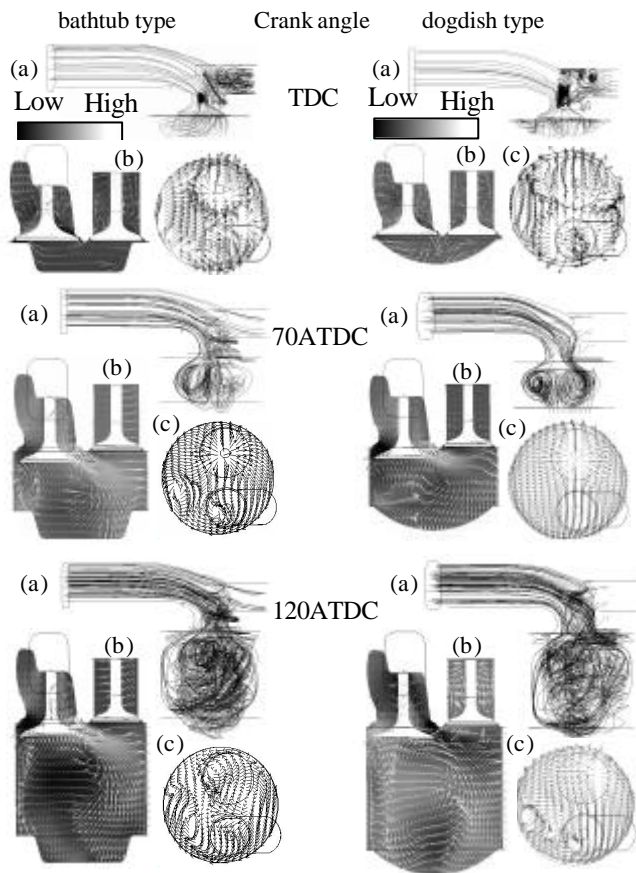 bathtub type Crank angle dogdish type
(a) (a)
Low High TDC Low High
(b) (b) (c)
(a) 70ATDC (a)
(b) (b)
(c) (c)
(a) 120ATDC (a)
(b) (b)
(c) (c)